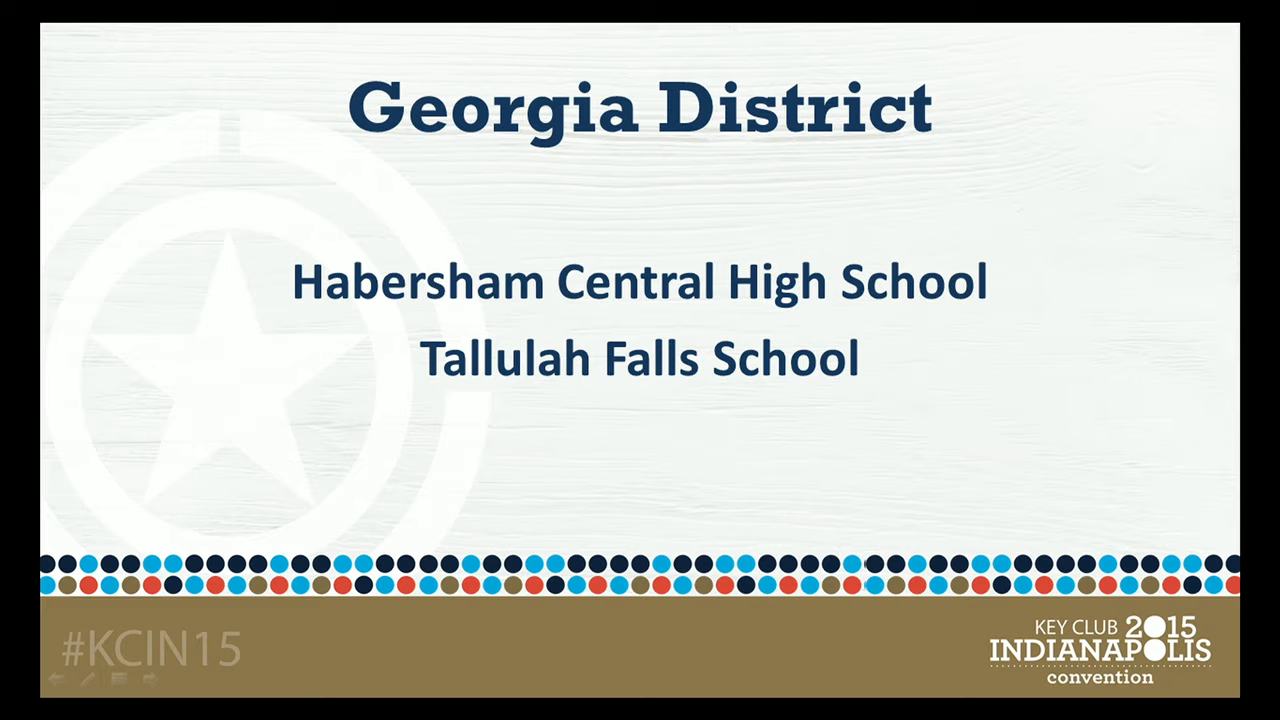 Georgia District
Habersham Central High School
Tallulah Falls School
#KCIN15
KEY CLUB 2015
INDIANAPOLIS
convention